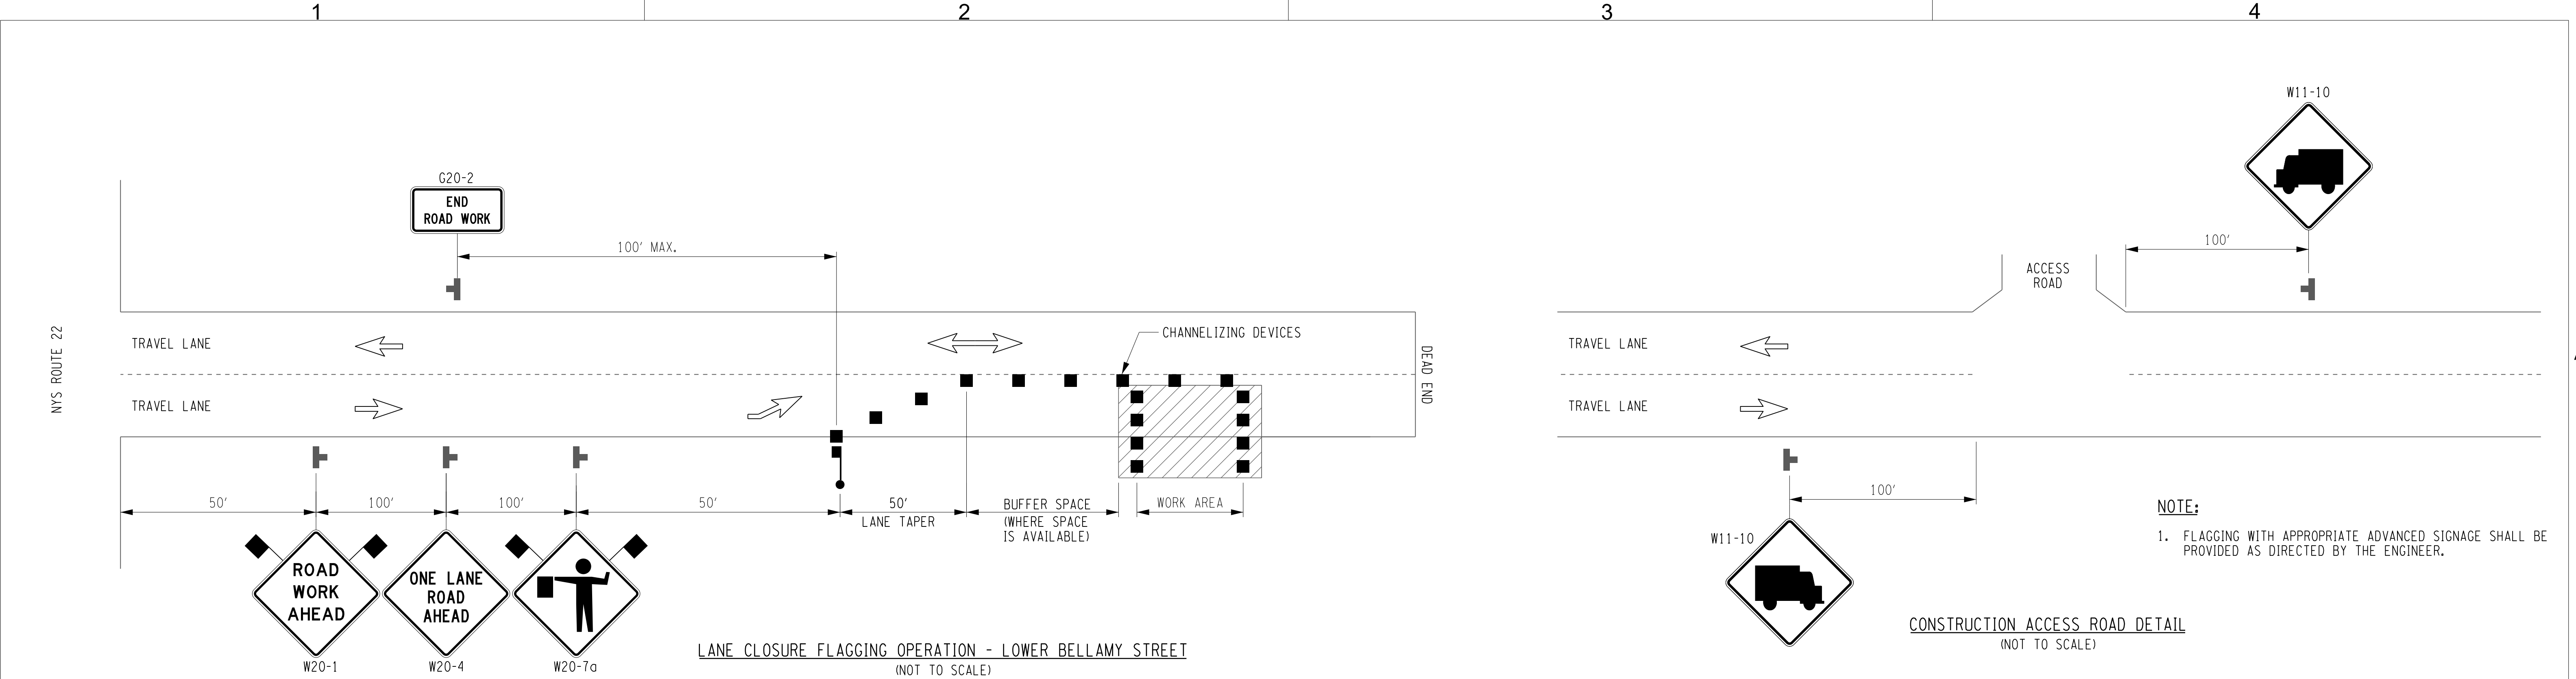 1
2
3
4
W11-10
G20-2
END
ROAD WORK
100' MAX.
100'
ACCESS
ROAD
NYS ROUTE 22
TRAVEL LANE
CHANNELIZING DEVICES
DEAD END
TRAVEL LANE
TRAVEL LANE
TRAVEL LANE
50'
100'
100'
50'
50'
LANE TAPER
BUFFER SPACE
(WHERE SPACE
IS AVAILABLE)
WORK AREA
100'
NOTE:
1. FLAGGING WITH APPROPRIATE ADVANCED SIGNAGE SHALL BE
PROVIDED AS DIRECTED BY THE ENGINEER.
W11-10
ROAD
WORK
AHEAD
ONE LANE
ROAD
AHEAD
W20-1
W20-4
W20-7a
LANE CLOSURE FLAGGING OPERATION - LOWER BELLAMY STREET
(NOT TO SCALE)
CONSTRUCTION ACCESS ROAD DETAIL
(NOT TO SCALE)